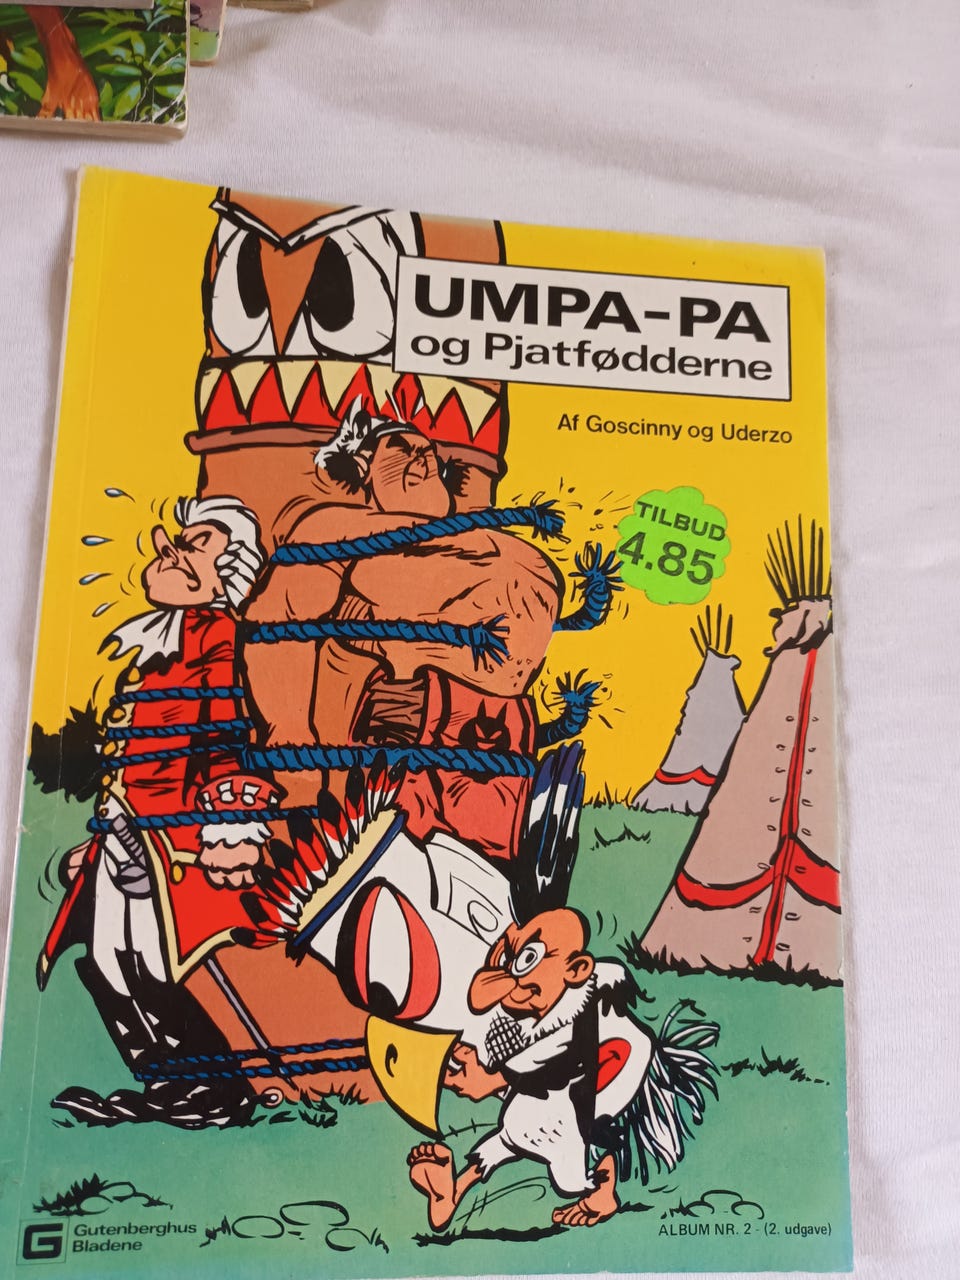 UMPA-PA
og Pjatfødderne
Af Goscinny og Uderzo
TILBUD
4.85
G Gutenberghus
Bladene
ALBUM NR. 2 - (2. udgave)